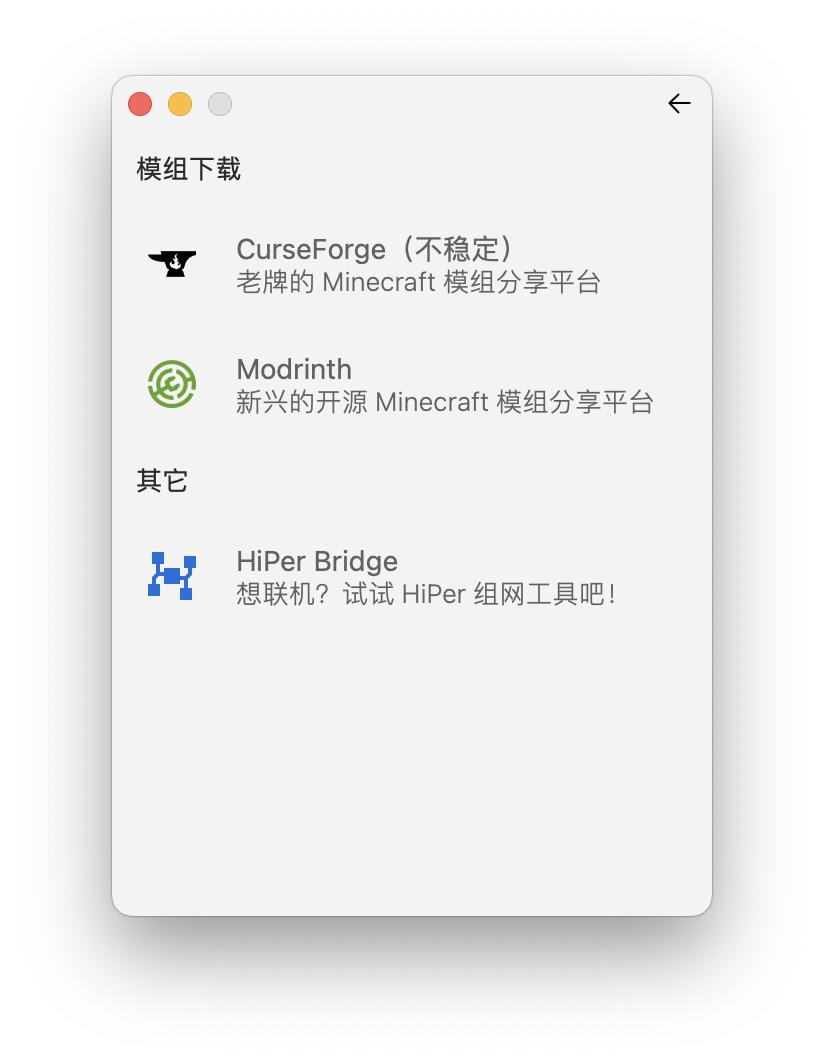 模组下载
CurseForge（不稳定）
老牌的 Minecraft 模组分享平台
Modrinth
新兴的开源 Minecraft 模组分享平台
其它
HiPer Bridge
想联机？试试 HiPer 组网工具吧！